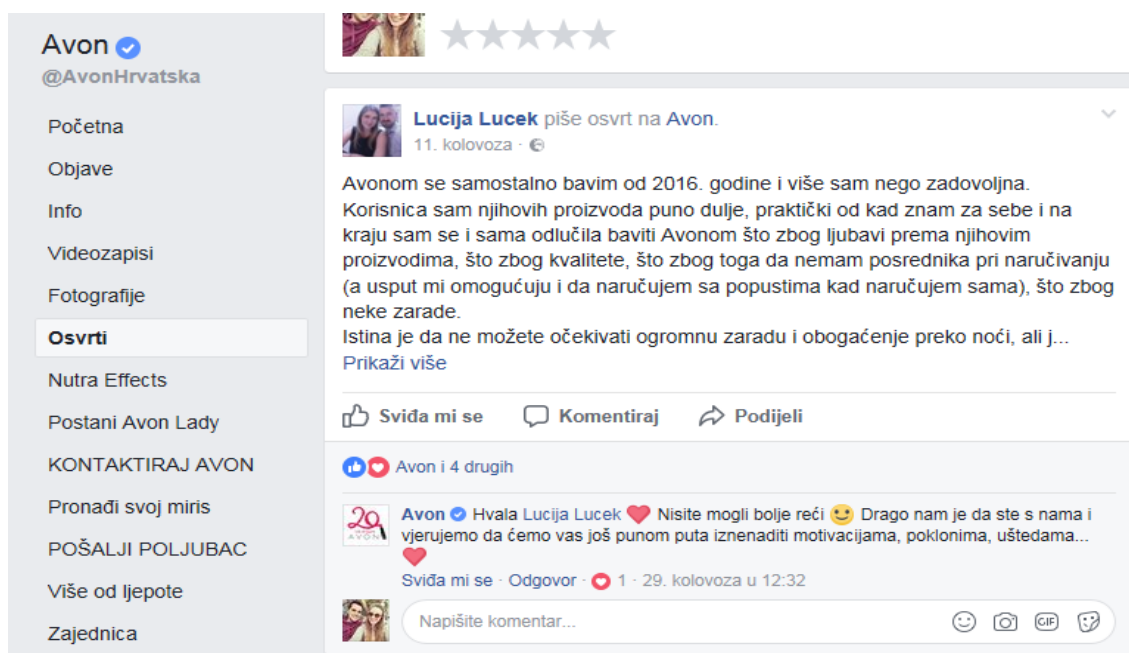 Avon
@AvonHrvatska
Početna
Objave
Info
Videozapisi
Fotografije
Osvrti
Nutra Effects
Postani Avon Lady
KONTAKTIRAJ AVON
Pronađi svoj miris
POŠALJI POLJUBAC
Više od ljepote
Zajednica
Lucija Lucek piše osvrt na Avon.
11. kolovoza ·
Avonom se samostalno bavim od 2016. godine i više sam nego zadovoljna.
Korisnica sam njihovih proizvoda puno dulje, praktički od kad znam za sebe i na
kraju sam se i sama odlučila baviti Avonom što zbog ljubavi prema njihovim
proizvodima, što zbog kvalitete, što zbog toga da nemam posrednika pri naručivanju
(a usput mi omogućuju i da naručujem sa popustima kad naručujem sama), što zbog
neke zarade.
Istina je da ne možete očekivati ogromnu zaradu i obogaćenje preko noći, ali j...
Prikaži više
Sviđa mi se Komentiraj Podijeli
Avon i 4 drugih
20
AVON
Avon Hvala Lucija Lucek ❤️ Nisite mogli bolje reći 🙂 Drago nam je da ste s nama i
vjerujemo da ćemo vas još punom puta iznenaditi motivacijama, poklonima, uštedama...
❤️
Sviđa mi se · Odgovor · 1 · 29. kolovoza u 12:32
Napišite komentar...
GIF